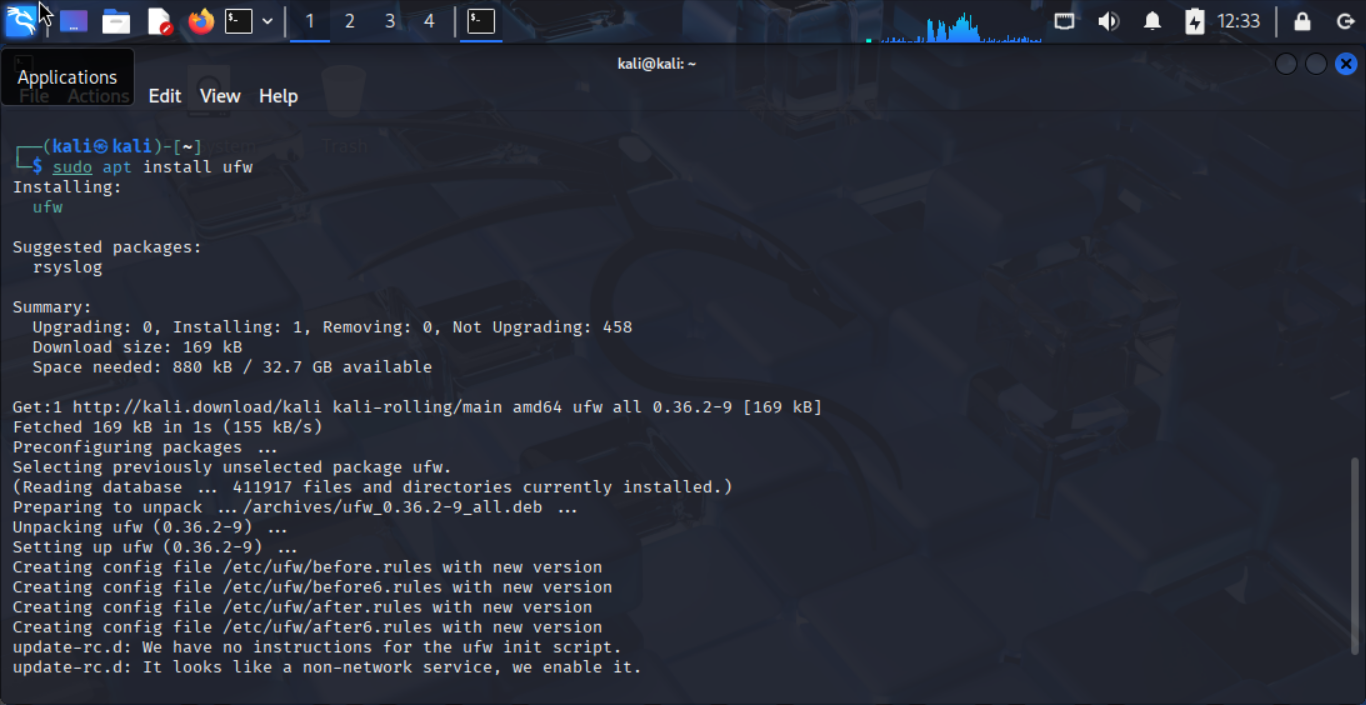 1 2 3 4 12:33
kali@kali: ~
Applications
File Actions Edit View Help
Trash
┌──(kali㉿kali)-[~]
└─$ sudo apt install ufw
Installing:
  ufw

Suggested packages:
  rsyslog

Summary:
  Upgrading: 0, Installing: 1, Removing: 0, Not Upgrading: 458
  Download size: 169 kB
  Space needed: 880 kB / 32.7 GB available

Get:1 http://kali.download/kali kali-rolling/main amd64 ufw all 0.36.2-9 [169 kB]
Fetched 169 kB in 1s (155 kB/s)
Preconfiguring packages ...
Selecting previously unselected package ufw.
(Reading database ... 411917 files and directories currently installed.)
Preparing to unpack .../archives/ufw_0.36.2-9_all.deb ...
Unpacking ufw (0.36.2-9) ...
Setting up ufw (0.36.2-9) ...
Creating config file /etc/ufw/before.rules with new version
Creating config file /etc/ufw/before6.rules with new version
Creating config file /etc/ufw/after.rules with new version
Creating config file /etc/ufw/after6.rules with new version
update-rc.d: We have no instructions for the ufw init script.
update-rc.d: It looks like a non-network service, we enable it.